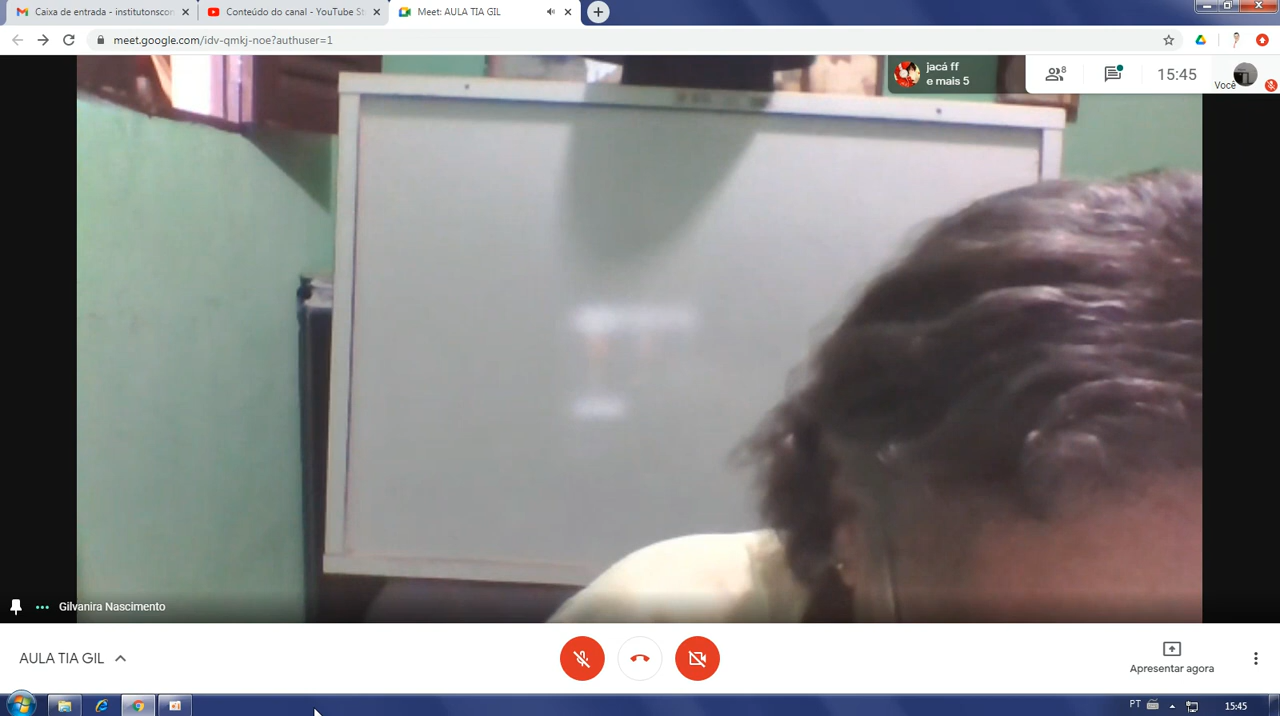 Caixa de entrada - institutonscon
Conteúdo do canal - YouTube St
Meet: AULA TIA GIL
meet.google.com/idv-qmkj-noe?authuser=1
jacá ff
e mais 5
8
15:45
Você
Gilvanira Nascimento
AULA TIA GIL
Apresentar agora
PT
15:45